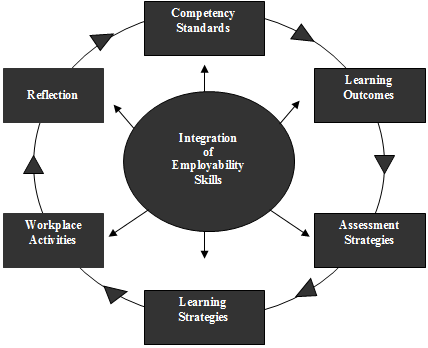 Competency
Standards
Learning
Outcomes
Reflection
Integration
of
Employability
Skills
Workplace
Activities
Assessment
Strategies
Learning
Strategies